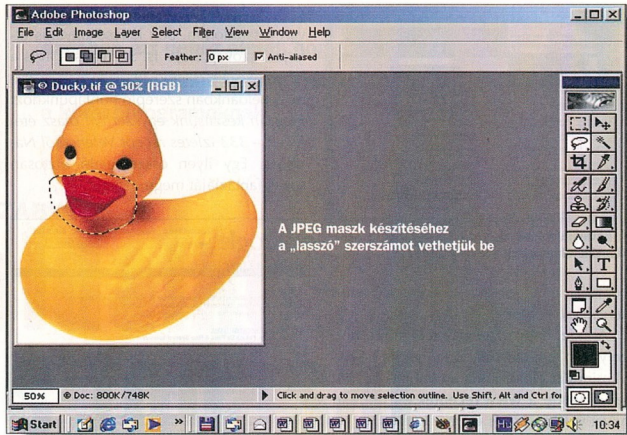 Adobe Photoshop
File Edit Image Layer Select Filter View Window Help
Feather: 0 px Anti-aliased
Ducky.tif @ 50% (RGB)
A JPEG maszk készítéséhez
a „lasszó” szerszámot vethetjük be
50% Doc: 800K/748K Click and drag to move selection outline. Use Shift, Alt and Ctrl for
Start » Hu 10:34